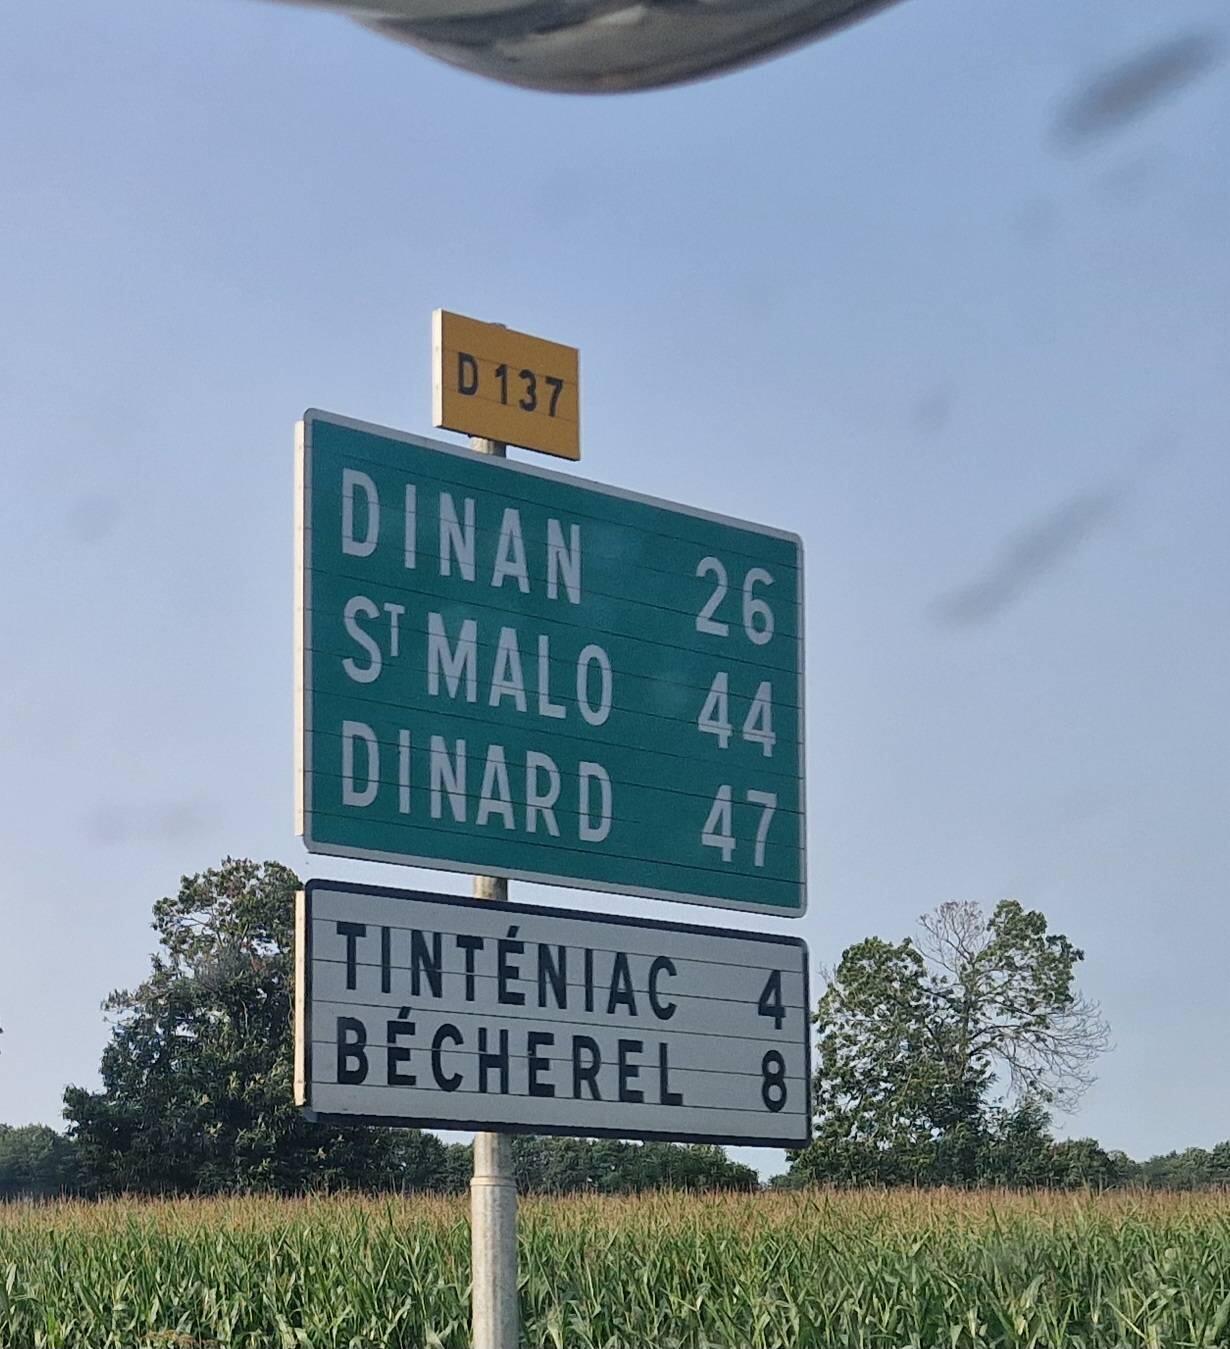 D 137
DINAN 26
ST MALO 44
DINARD 47
TINTÉNIAC 4
BÉCHEREL 8